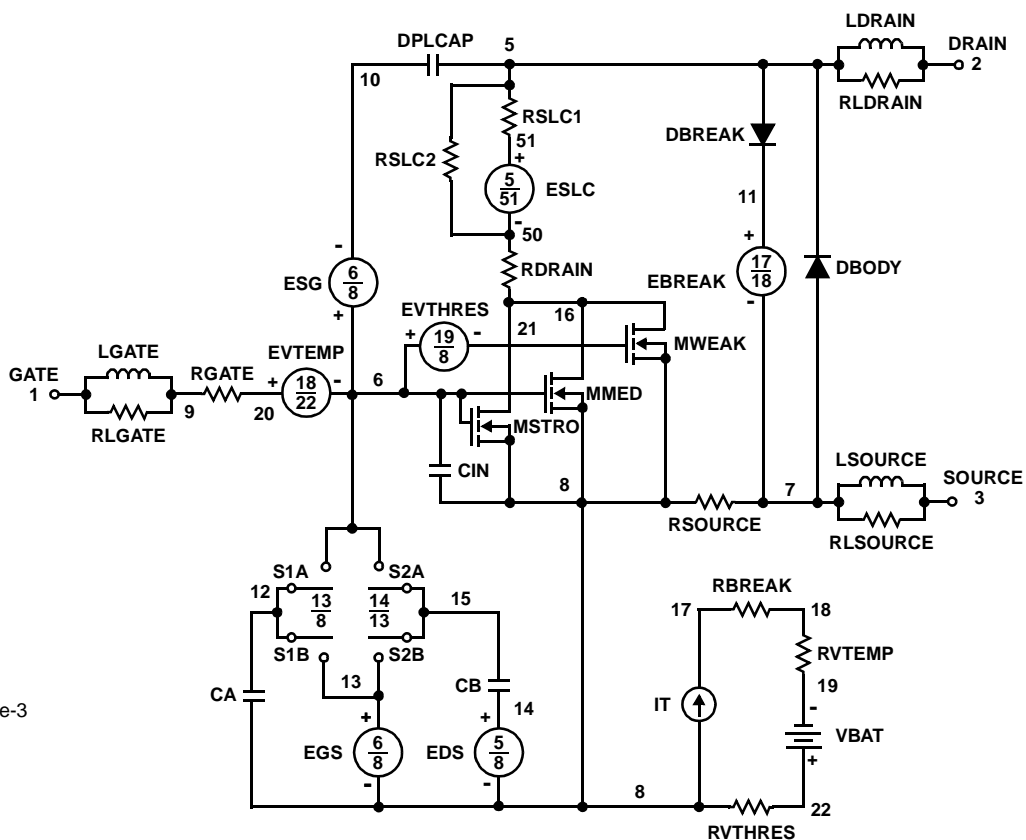 LDRAIN
DPLCAP 5 DRAIN
10 2
RLDRAIN
RSLC1
DBREAK
51
RSLC2
+
5
51
ESLC
11
-
50
-
+
17
18
EBREAK
DBODY
RDRAIN
6
8
ESG
-
+
EVTHRES
16
21
+ 19 -
8
MWEAK
LGATE
EVTEMP
GATE
1
RGATE
+ 18 -
22
6
MMED
9
20
RLGATE
MSTRO
CIN
LSOURCE
8
7
SOURCE
3
RSOURCE
RLSOURCE
S1A
S2A
12
13
8
14
13
15
S1B
S2B
RBREAK
17
18
RVTEMP
13
CB
CA
19
-
IT
14
VBAT
+
+
e-3
EGS
6
8
EDS
5
8
-
-
+
8
22
RVTHRES